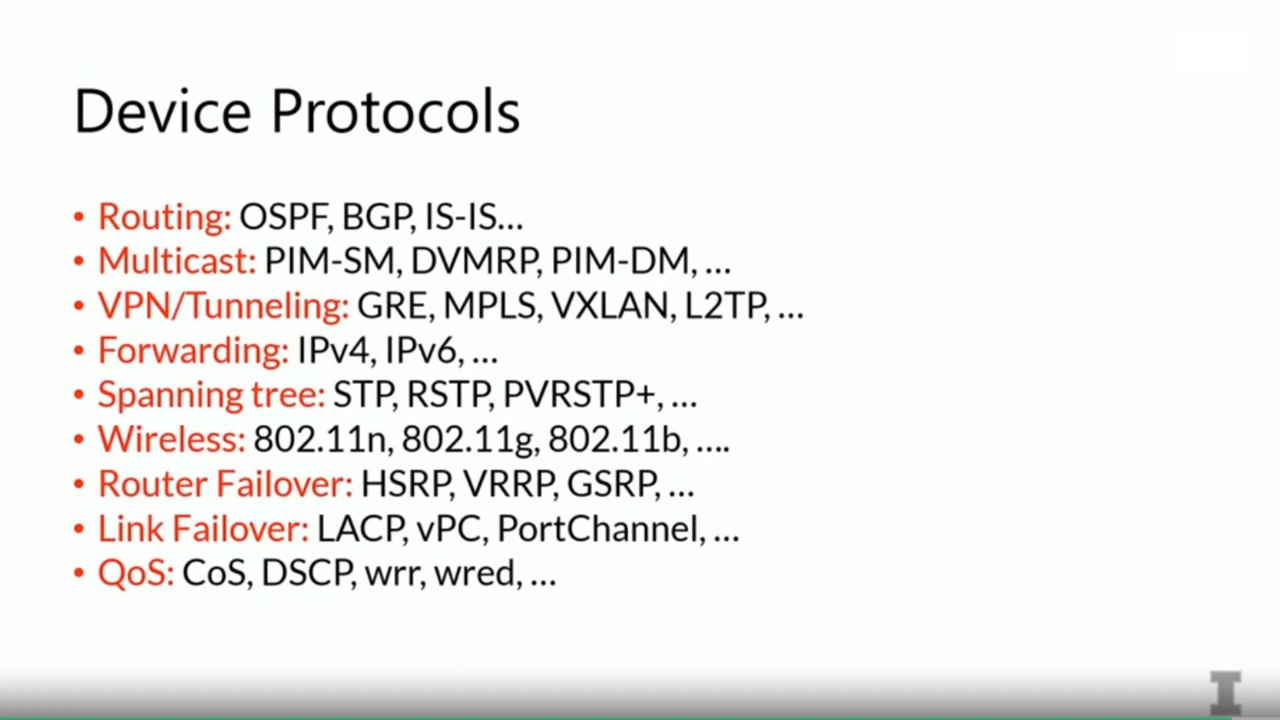 Device Protocols
• Routing: OSPF, BGP, IS-IS...
• Multicast: PIM-SM, DVMRP, PIM-DM, ...
• VPN/Tunneling: GRE, MPLS, VXLAN, L2TP, ...
• Forwarding: IPv4, IPv6, ...
• Spanning tree: STP, RSTP, PVRSTP+, ...
• Wireless: 802.11n, 802.11g, 802.11b, ....
• Router Failover: HSRP, VRRP, GSRP, ...
• Link Failover: LACP, vPC, PortChannel, ...
• QoS: CoS, DSCP, wrr, wred, ...
I